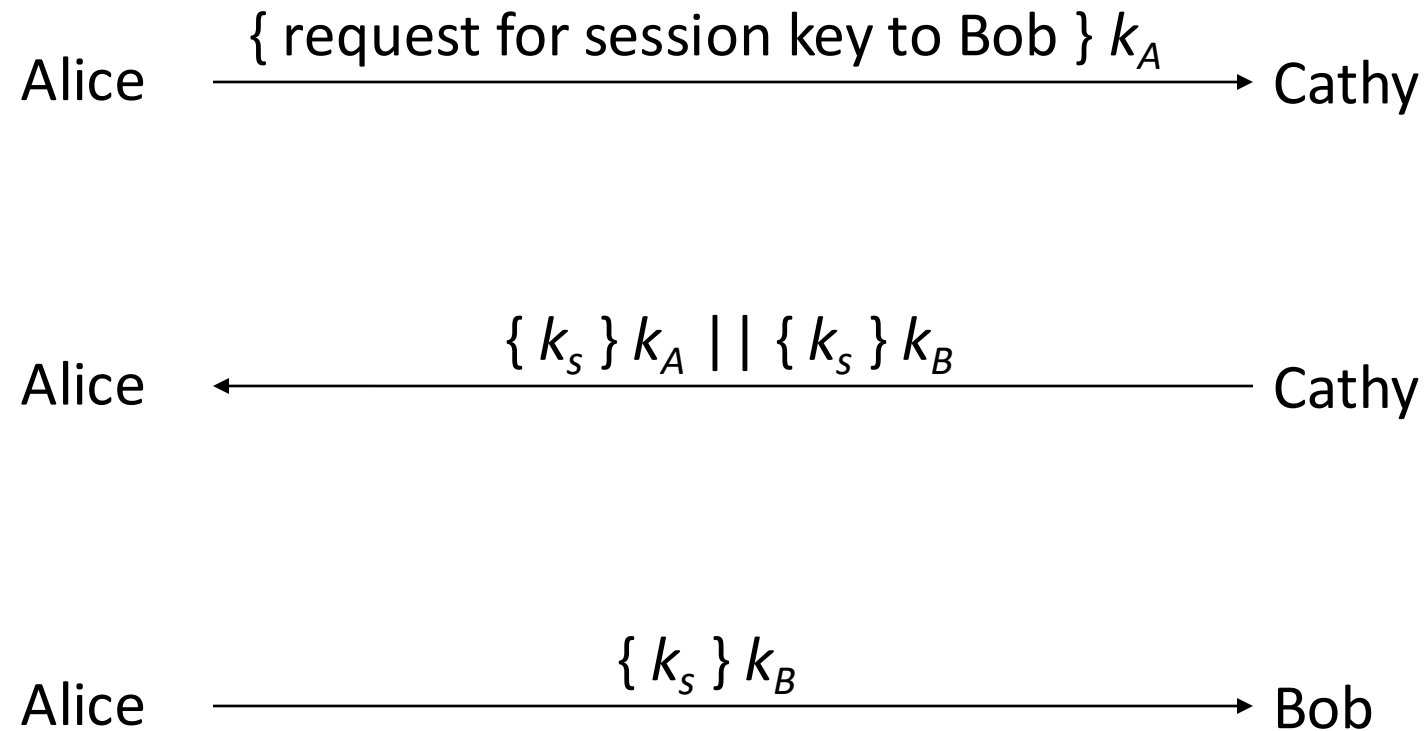 { request for session key to Bob } kA
Alice Cathy
{ ks } kA || { ks } kB
Alice Cathy
{ ks } kB
Alice Bob